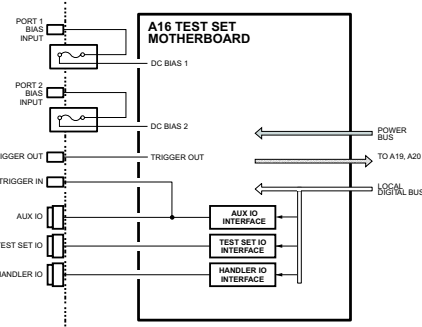 PORT 1
BIAS
INPUT
A16 TEST SET
MOTHERBOARD
DC BIAS 1
PORT 2
BIAS
INPUT
DC BIAS 2
POWER
BUS
IGGER OUT
TRIGGER OUT
TO A19, A20
TRIGGER IN
LOCAL
DIGITAL BUS
AUX IO
AUX IO
INTERFACE
TEST SET IO
TEST SET IO
INTERFACE
HANDLER IO
HANDLER IO
INTERFACE